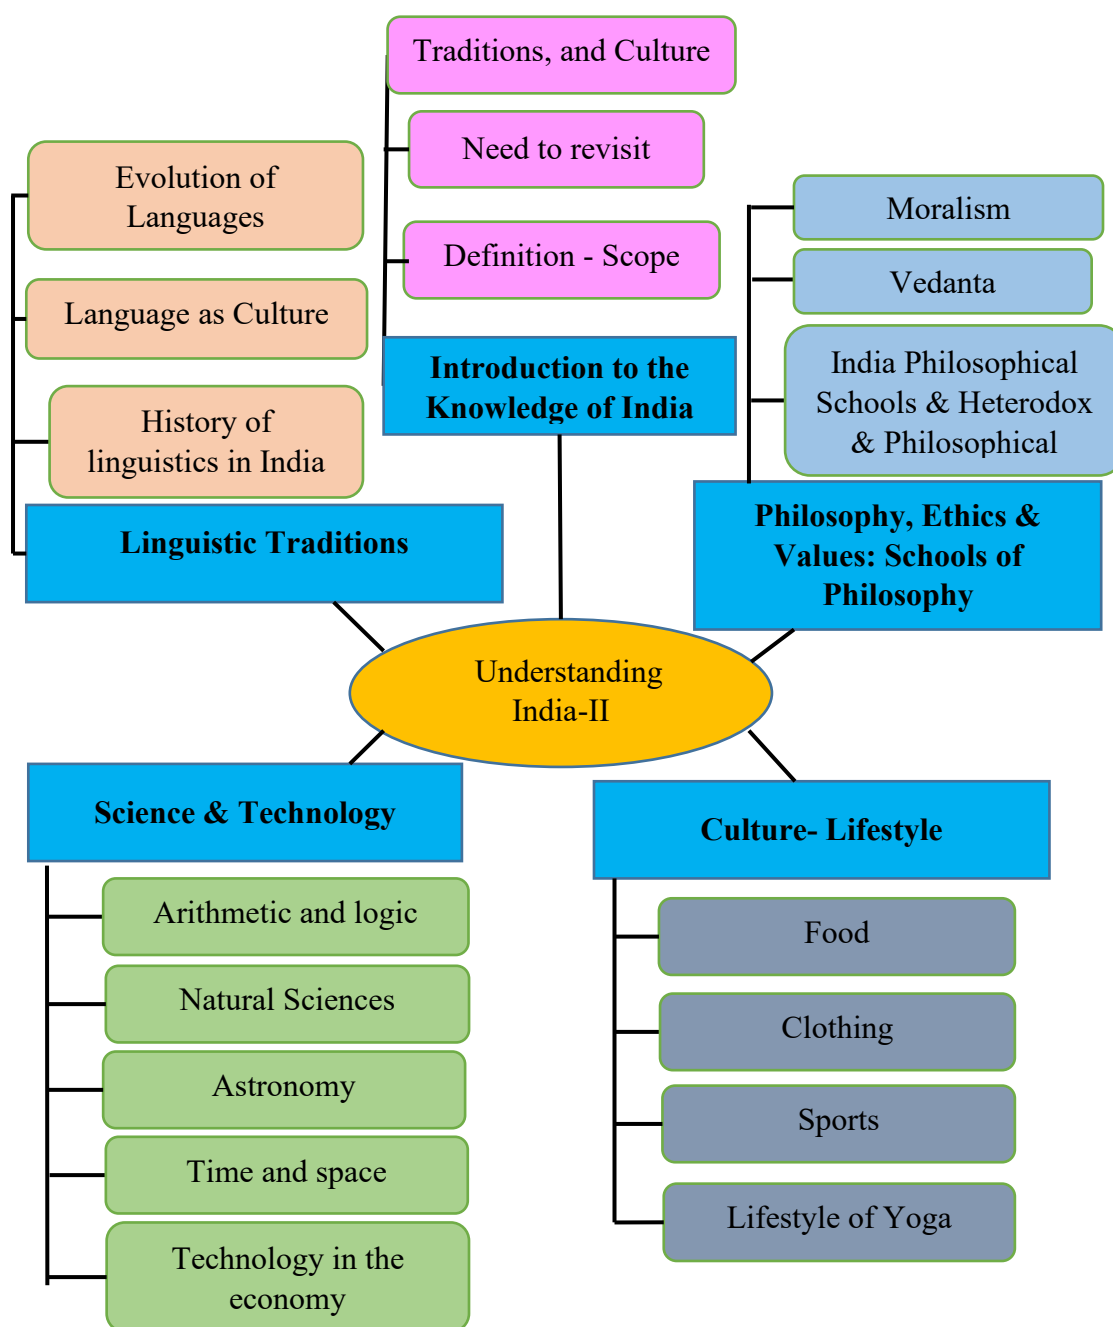 Traditions, and Culture
Need to revisit
Definition - Scope
Introduction to the
Knowledge of India
Evolution of
Languages
Language as Culture
History of
linguistics in India
Linguistic Traditions
Moralism
Vedanta
India Philosophical
Schools & Heterodox
& Philosophical
Philosophy, Ethics &
Values: Schools of
Philosophy
Understanding
India-II
Science & Technology
Arithmetic and logic
Natural Sciences
Astronomy
Time and space
Technology in the
economy
Culture- Lifestyle
Food
Clothing
Sports
Lifestyle of Yoga